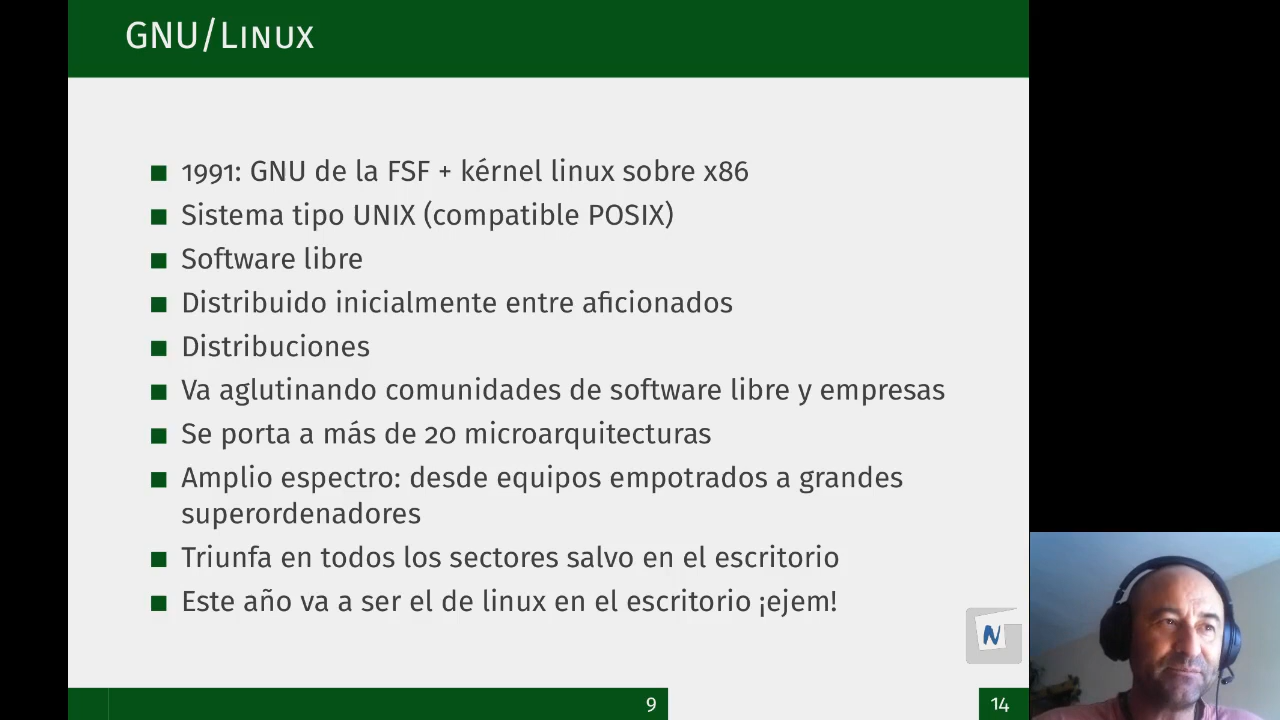 GNU/Linux
1991: GNU de la FSF + kérnel linux sobre x86
Sistema tipo UNIX (compatible POSIX)
Software libre
Distribuido inicialmente entre aficionados
Distribuciones
Va aglutinando comunidades de software libre y empresas
Se porta a más de 20 microarquitecturas
Amplio espectro: desde equipos empotrados a grandes
superordenadores
Triunfa en todos los sectores salvo en el escritorio
Este año va a ser el de linux en el escritorio ¡ejem!
N
9
14